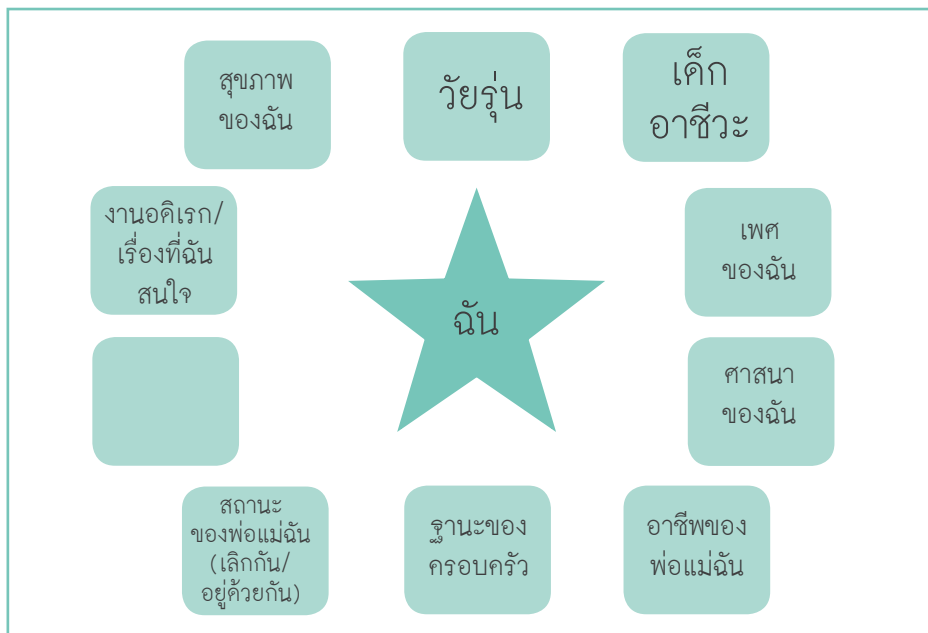 สุขภาพ
ของฉัน
วัยรุ่น
เด็ก
อาชีวะ
งานอดิเรก/
เรื่องที่ฉัน
สนใจ
เพศ
ของฉัน
ฉัน
ศาสนา
ของฉัน
สถานะ
ของพ่อแม่ฉัน
(เลิกกัน/
อยู่ด้วยกัน)
ฐานะของ
ครอบครัว
อาชีพของ
พ่อแม่ฉัน